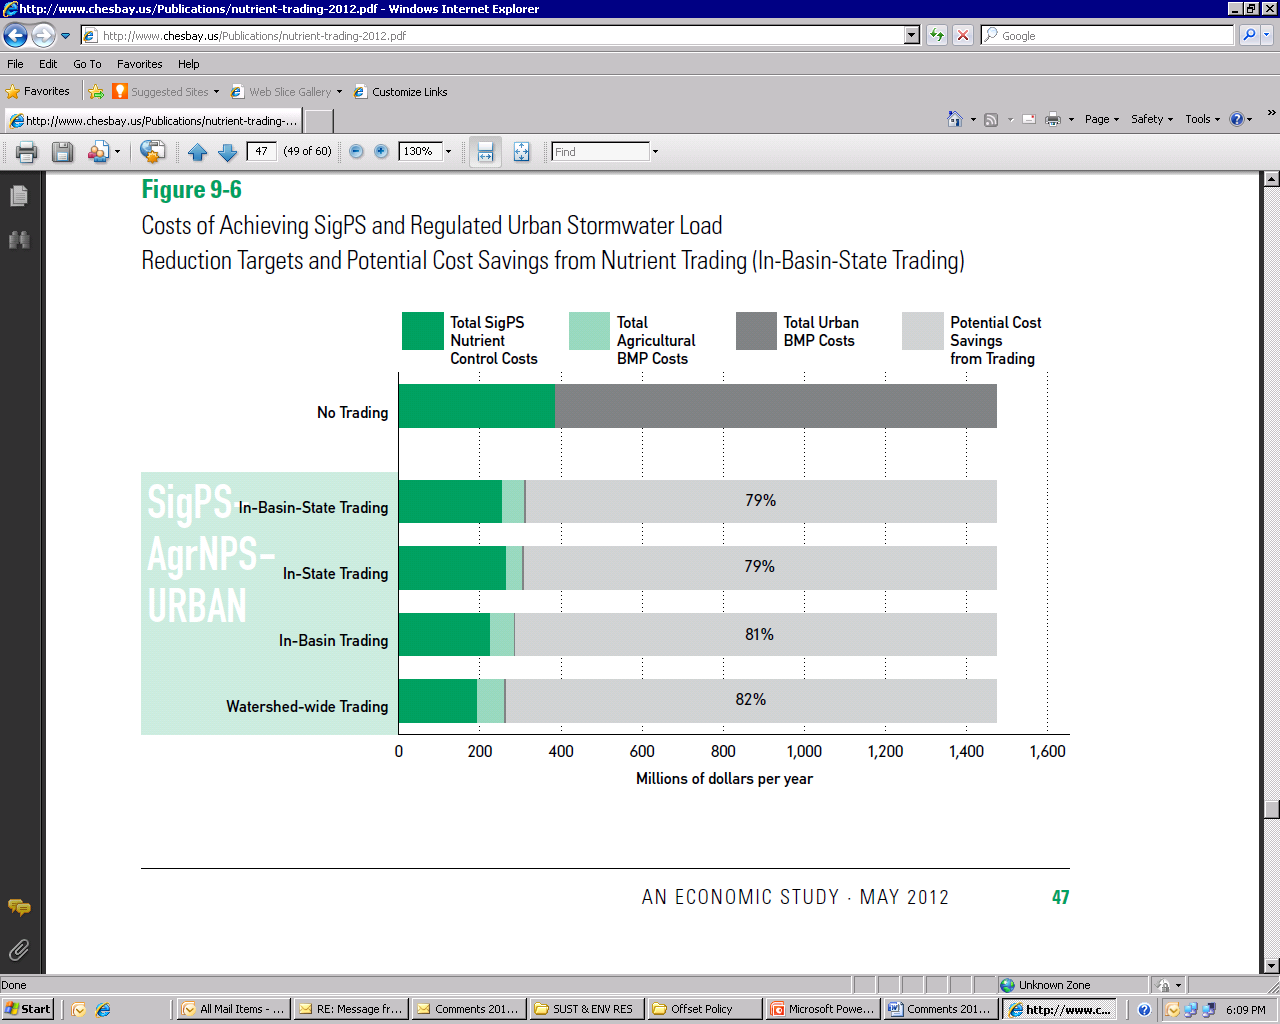 http://www.chesbay.us/Publications/nutrient-trading-2012.pdf - Windows Internet Explorer
http://www.chesbay.us/Publications/nutrient-trading-2012.pdf
Google
File Edit Go To Favorites Help
Favorites Suggested Sites Web Slice Gallery Customize Links
http://www.chesbay.us/Publications/nutrient-trading-...
Page Safety Tools
47 (49 of 60) 130% Find
Figure 9-6
Costs of Achieving SigPS and Regulated Urban Stormwater Load
Reduction Targets and Potential Cost Savings from Nutrient Trading (In-Basin-State Trading)
Total SigPS
Nutrient
Control Costs
Total
Agricultural
BMP Costs
Total Urban
BMP Costs
Potential Cost
Savings
from Trading
No Trading
SigPS–
AgrNPS–
URBAN
In-Basin-State Trading
79%
In-State Trading
79%
In-Basin Trading
81%
Watershed-wide Trading
82%
0 200 400 600 800 1,000 1,200 1,400 1,600
Millions of dollars per year
AN ECONOMIC STUDY · MAY 2012 47
Done
Unknown Zone
Start All Mail Items - ... RE: Message fr... Comments 201... SUST & ENV RES Offset Policy Microsoft Powe... Comments 201... http://www.c... 6:09 PM